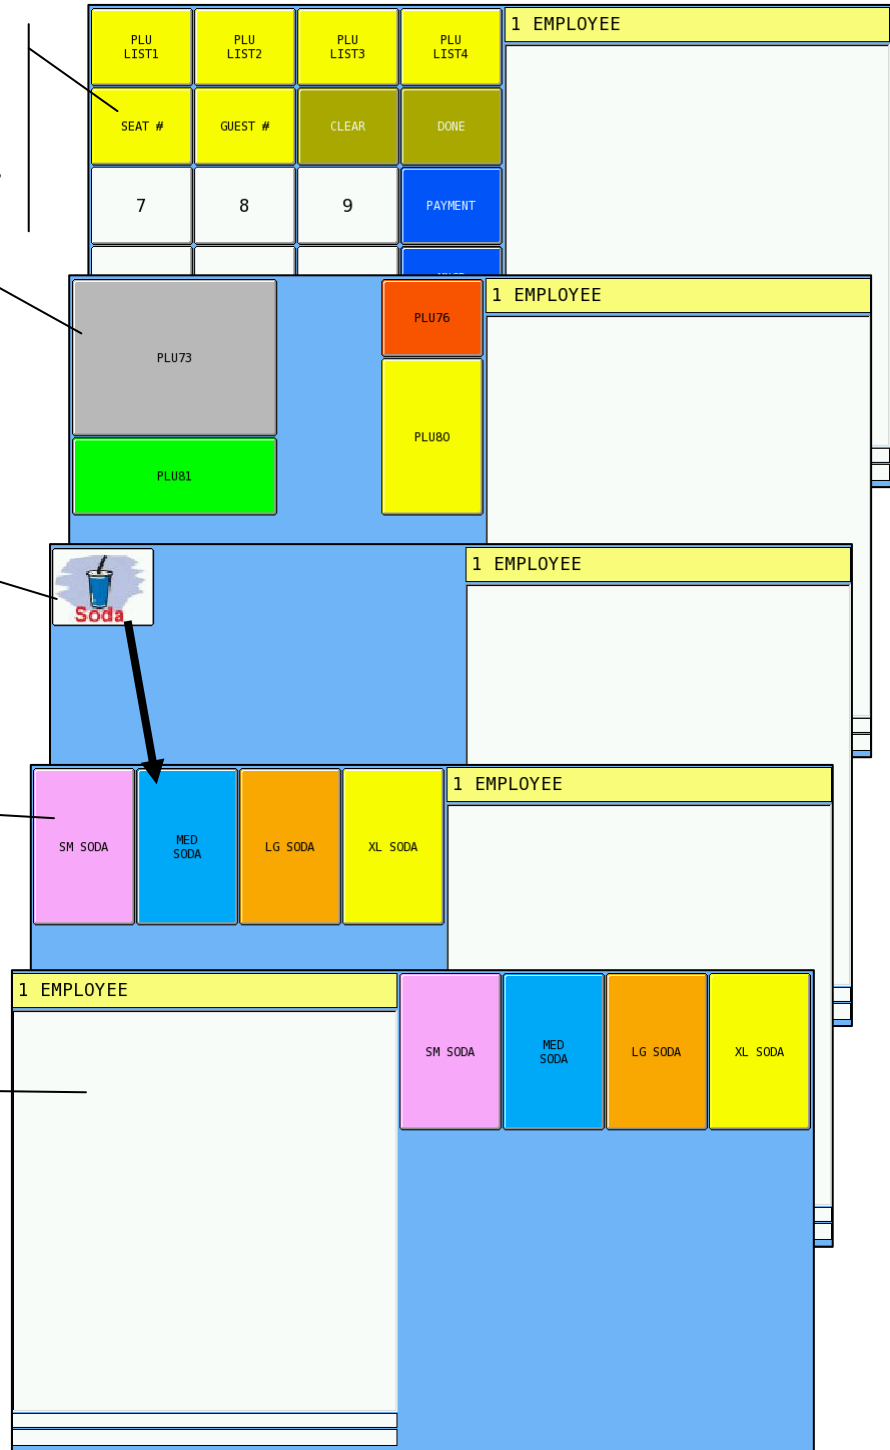 PLU
LIST1
PLU
LIST2
PLU
LIST3
PLU
LIST4
1 EMPLOYEE
SEAT #
GUEST #
CLEAR
DONE
7
8
9
PAYMENT
PLU73
PLU76
1 EMPLOYEE
PLU80
PLU81
Soda
1 EMPLOYEE
SM SODA
MED
SODA
LG SODA
XL SODA
1 EMPLOYEE
1 EMPLOYEE
SM SODA
MED
SODA
LG SODA
XL SODA